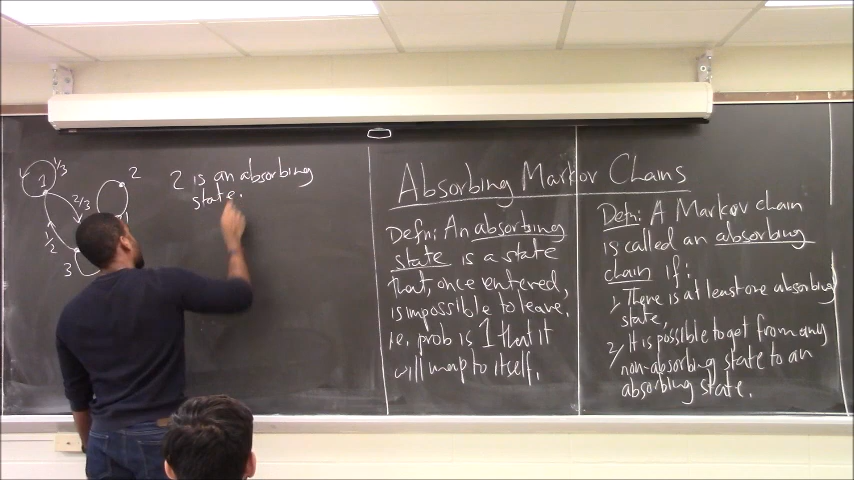 1/3
1
2/3
2
1/2
3
2 is an absorbing
state.
Absorbing Markov Chains
Defn: An absorbing
state is a state
that, once entered,
is impossible to leave.
i.e. prob is 1 that it
will map to itself.
Defn: A Markov chain
is called an absorbing
chain if:
1, There is at least one absorbing
state,
2, It is possible to get from any
non-absorbing state to an
absorbing state.